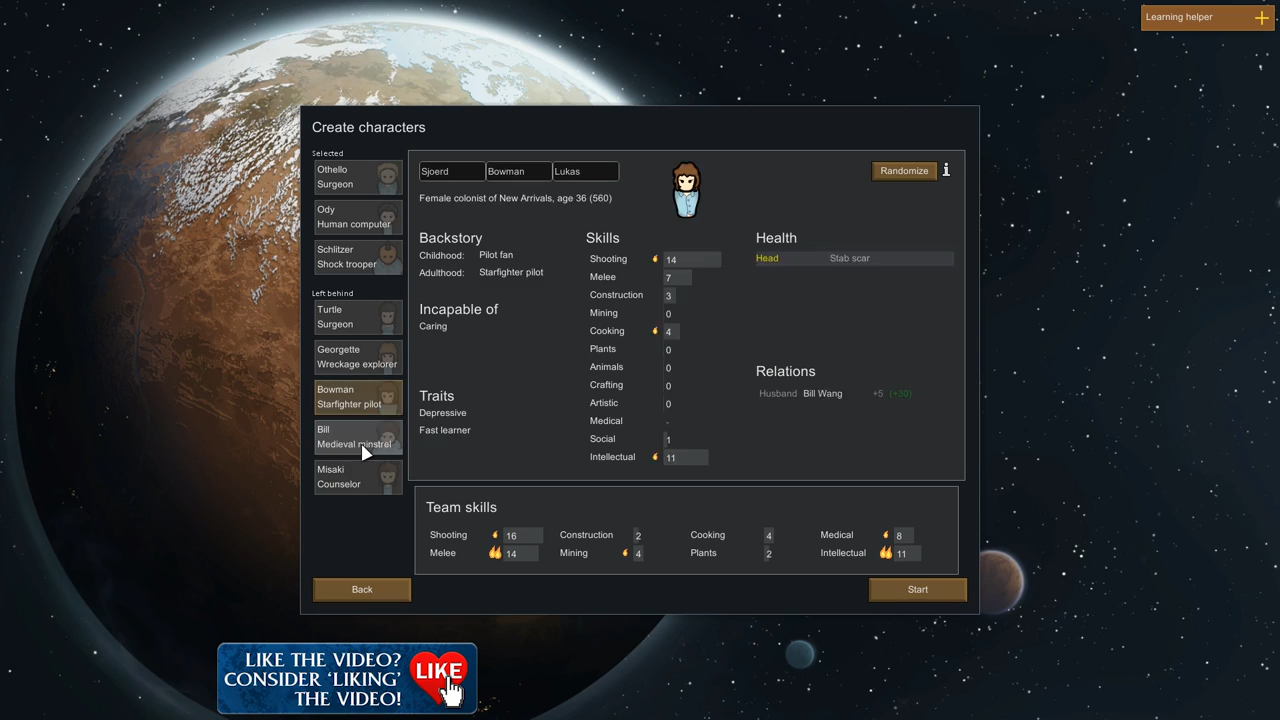 Learning helper
Create characters
Selected
Othello
Surgeon
Ody
Human computer
Schlitzer
Shock trooper
Left behind
Turtle
Surgeon
Georgette
Wreckage explorer
Bowman
Starfighter pilot
Bill
Medieval minstrel
Misaki
Counselor
Sjoerd Bowman Lukas
Randomize
Female colonist of New Arrivals, age 36 (560)
Backstory
Childhood: Pilot fan
Adulthood: Starfighter pilot
Incapable of
Caring
Traits
Depressive
Fast learner
Skills
Shooting 14
Melee 7
Construction 3
Mining 0
Cooking 4
Plants 0
Animals 0
Crafting 0
Artistic 0
Medical -
Social 1
Intellectual 11
Health
Head Stab scar
Relations
Husband Bill Wang +5 (+30)
Team skills
Shooting 16 Construction 2 Cooking 4 Medical 8
Melee 14 Mining 4 Plants 2 Intellectual 11
Back
Start
LIKE THE VIDEO?
CONSIDER 'LIKING'
THE VIDEO!
LIKE